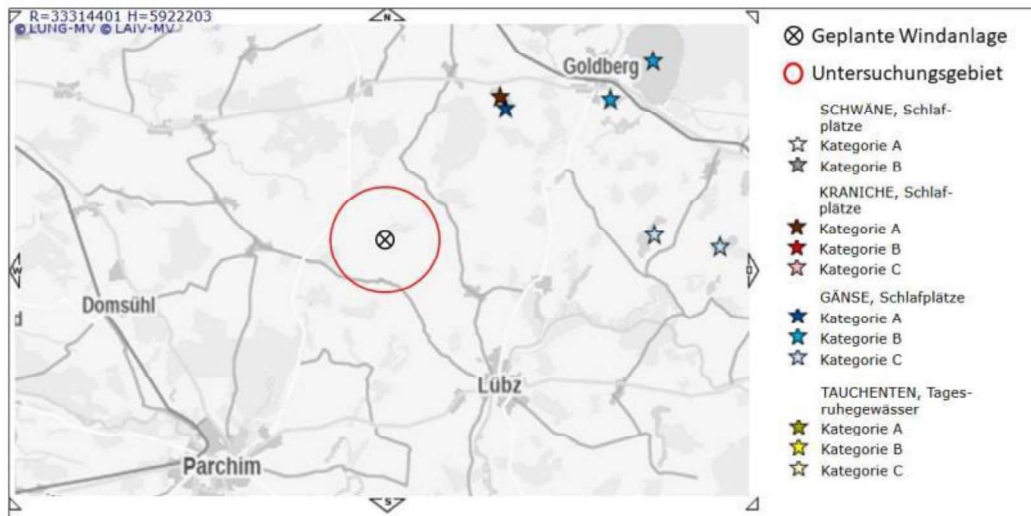 R=33314401 H=5922203
© LUNG-MV © LAiV-MV
N
Goldberg
W
O
Domsühl
d
Lübz
Parchim
S
Geplante Windanlage
Untersuchungsgebiet
SCHWÄNE, Schlaf-
plätze
Kategorie A
Kategorie B
KRANICHE, Schlaf-
plätze
Kategorie A
Kategorie B
Kategorie C
GÄNSE, Schlafplätze
Kategorie A
Kategorie B
Kategorie C
TAUCHENTEN, Tages-
ruhegewässer
Kategorie A
Kategorie B
Kategorie C